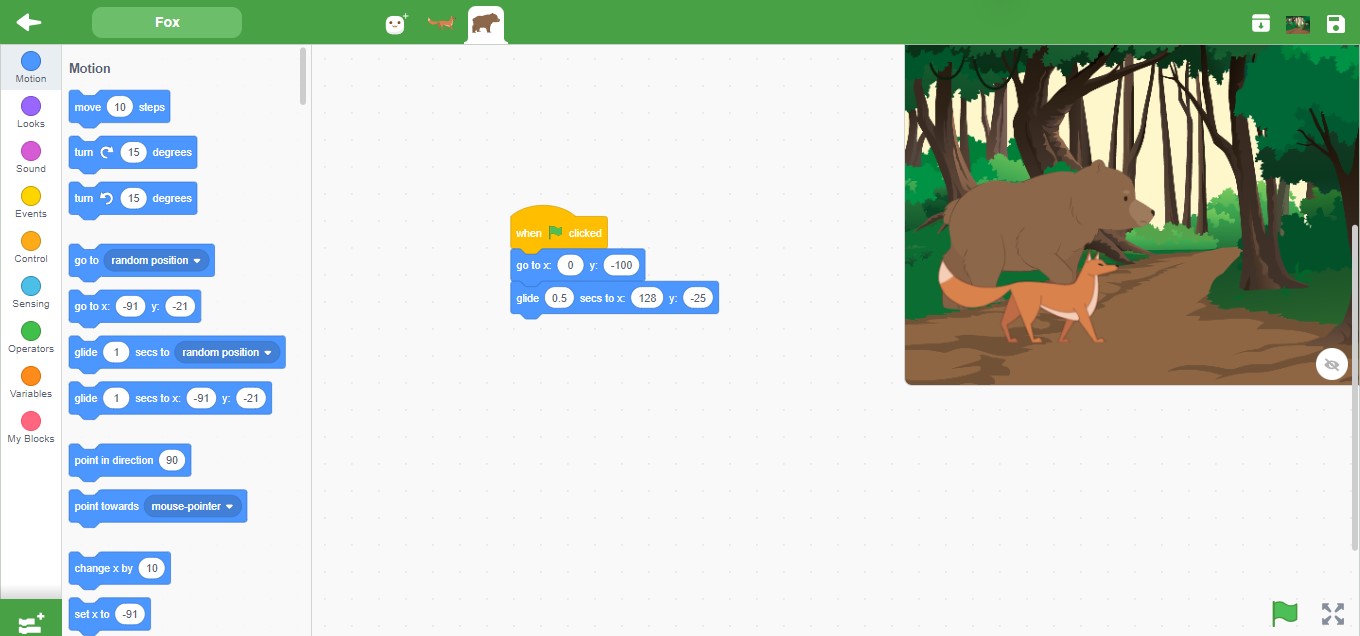 Fox
Motion
Looks
Sound
Events
Control
Sensing
Operators
Variables
My Blocks
Motion
move 10 steps
turn 15 degrees
turn 15 degrees
go to random position
go to x: -91 y: -21
glide 1 secs to random position
glide 1 secs to x: -91 y: -21
point in direction 90
point towards mouse-pointer
change x by 10
set x to -91
when clicked
go to x: 0 y: -100
glide 0.5 secs to x: 128 y: -25